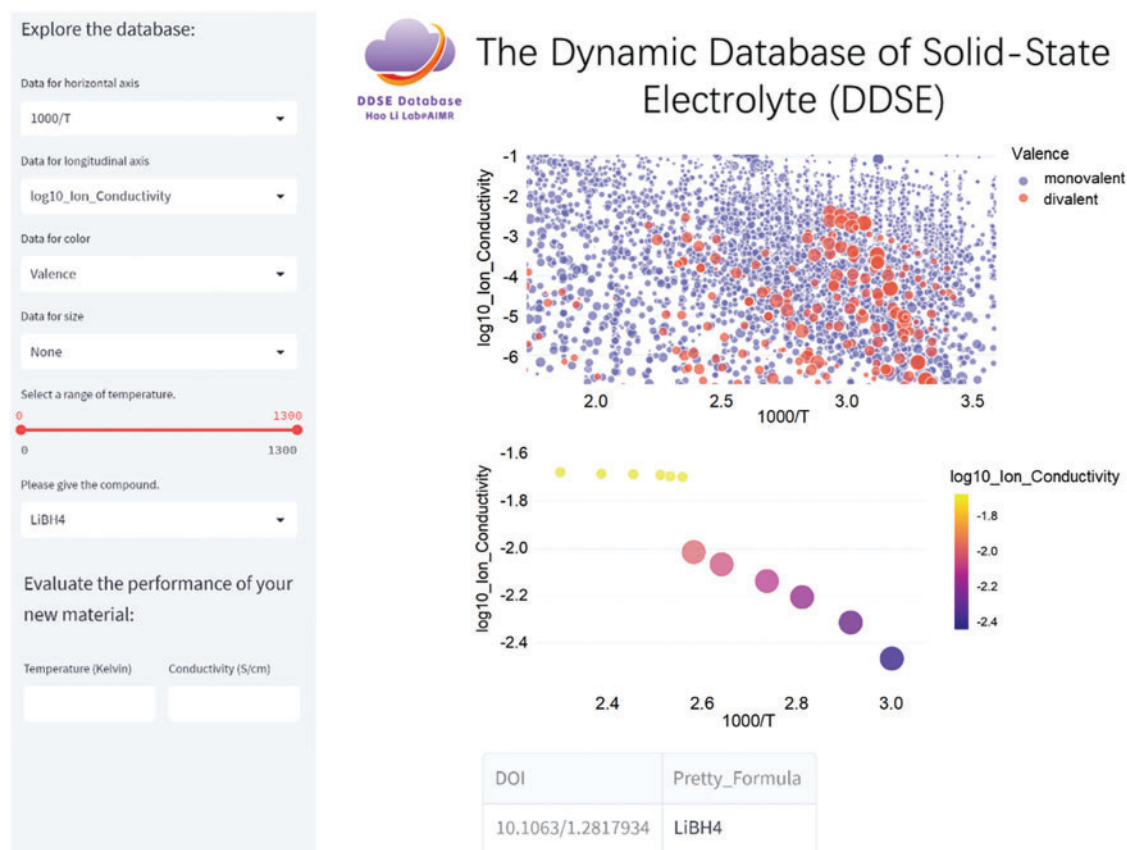 Explore the database:
Data for horizontal axis
1000/T
Data for longitudinal axis
log10_Ion_Conductivity
Data for color
Valence
Data for size
None
Select a range of temperature.
0 1300
0 1300
Please give the compound.
LiBH4
Evaluate the performance of your
new material:
Temperature (Kelvin) Conductivity (S/cm)
DDSE Database
Hao Li Lab@AIMR
The Dynamic Database of Solid-State
Electrolyte (DDSE)
log10_Ion_Conductivity
-1
-2
-3
-4
-5
-6
2.0 2.5 3.0 3.5
1000/T
Valence
monovalent
divalent
log10_Ion_Conductivity
-1.6
-1.8
-2.0
-2.2
-2.4
2.4 2.6 2.8 3.0
1000/T
log10_Ion_Conductivity
-1.8
-2.0
-2.2
-2.4
DOI Pretty_Formula
10.1063/1.2817934 LiBH4